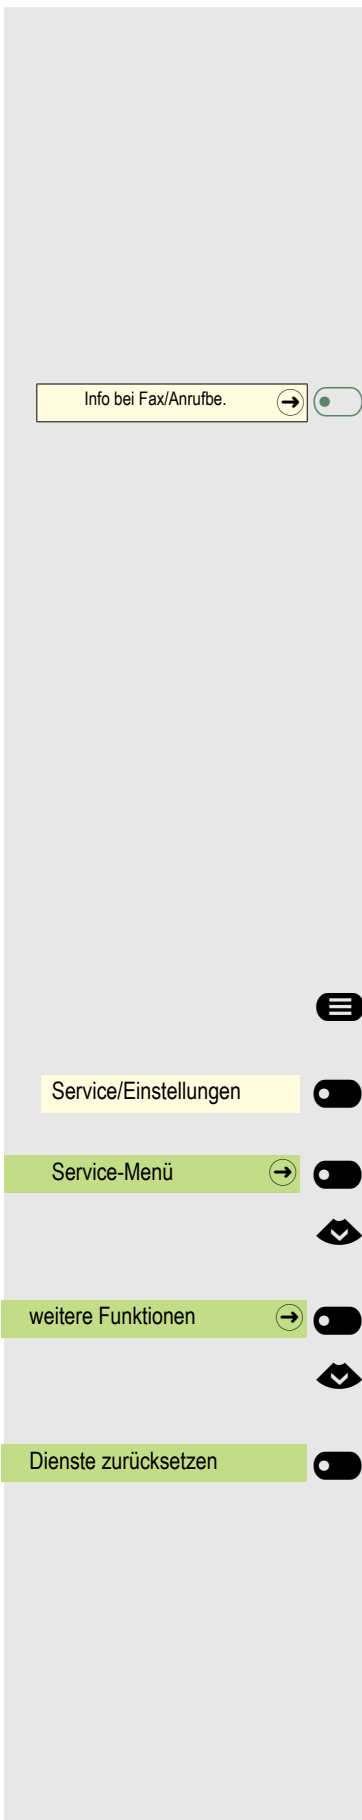 Info bei Fax/Anrufbe.
Service/Einstellungen
Service-Menü
weitere Funktionen
Dienste zurücksetzen